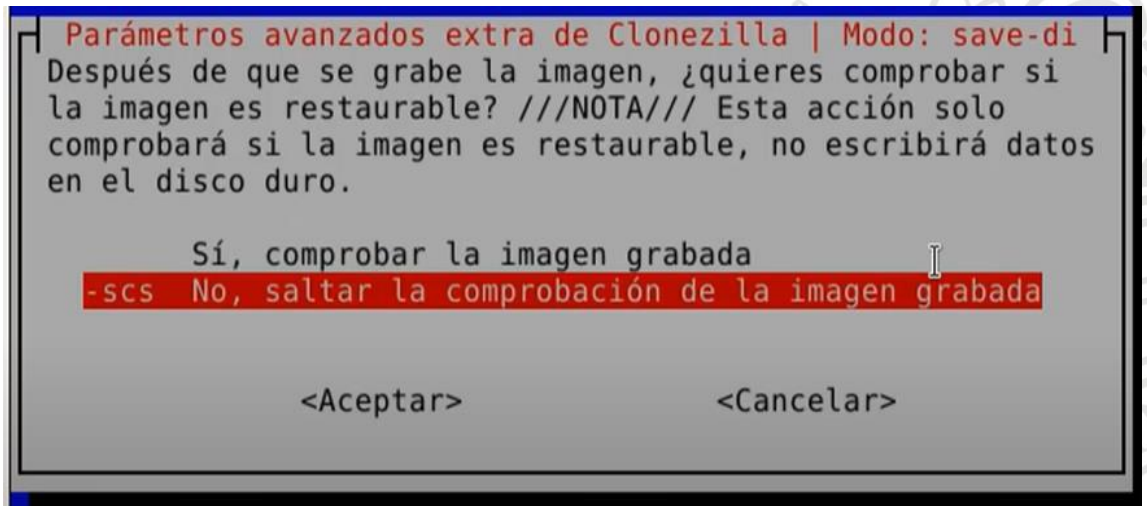 Parámetros avanzados extra de Clonezilla | Modo: save-di
Después de que se grabe la imagen, ¿quieres comprobar si
la imagen es restaurable? ///NOTA/// Esta acción solo
comprobará si la imagen es restaurable, no escribirá datos
en el disco duro.
Sí, comprobar la imagen grabada
-scs No, saltar la comprobación de la imagen grabada
<Aceptar> <Cancelar>